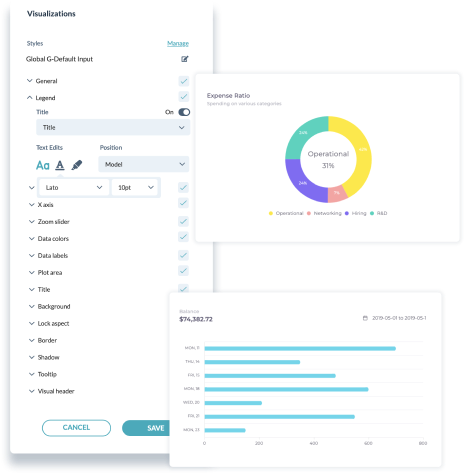 Visualizations
Styles
Manage
Global G-Default Input
General
Legend
Title
On
Title
Text Edits
Position
Aa A
Model
Lato
10pt
X axis
Zoom slider
Data colors
Data labels
Plot area
Title
Background
Lock aspect
Border
Shadow
Tooltip
Visual header
CANCEL
SAVE
Expense Ratio
Spending on various categories
Operational
31%
24%
Operational
Networking
Hiring
R&D
Balance
$74,382.72
2019-05-01 to 2019-05-1
MON, 11
THU, 14
FRI, 15
MON, 18
WED, 20
FRI, 21
MON, 23
0
200
400
600
800